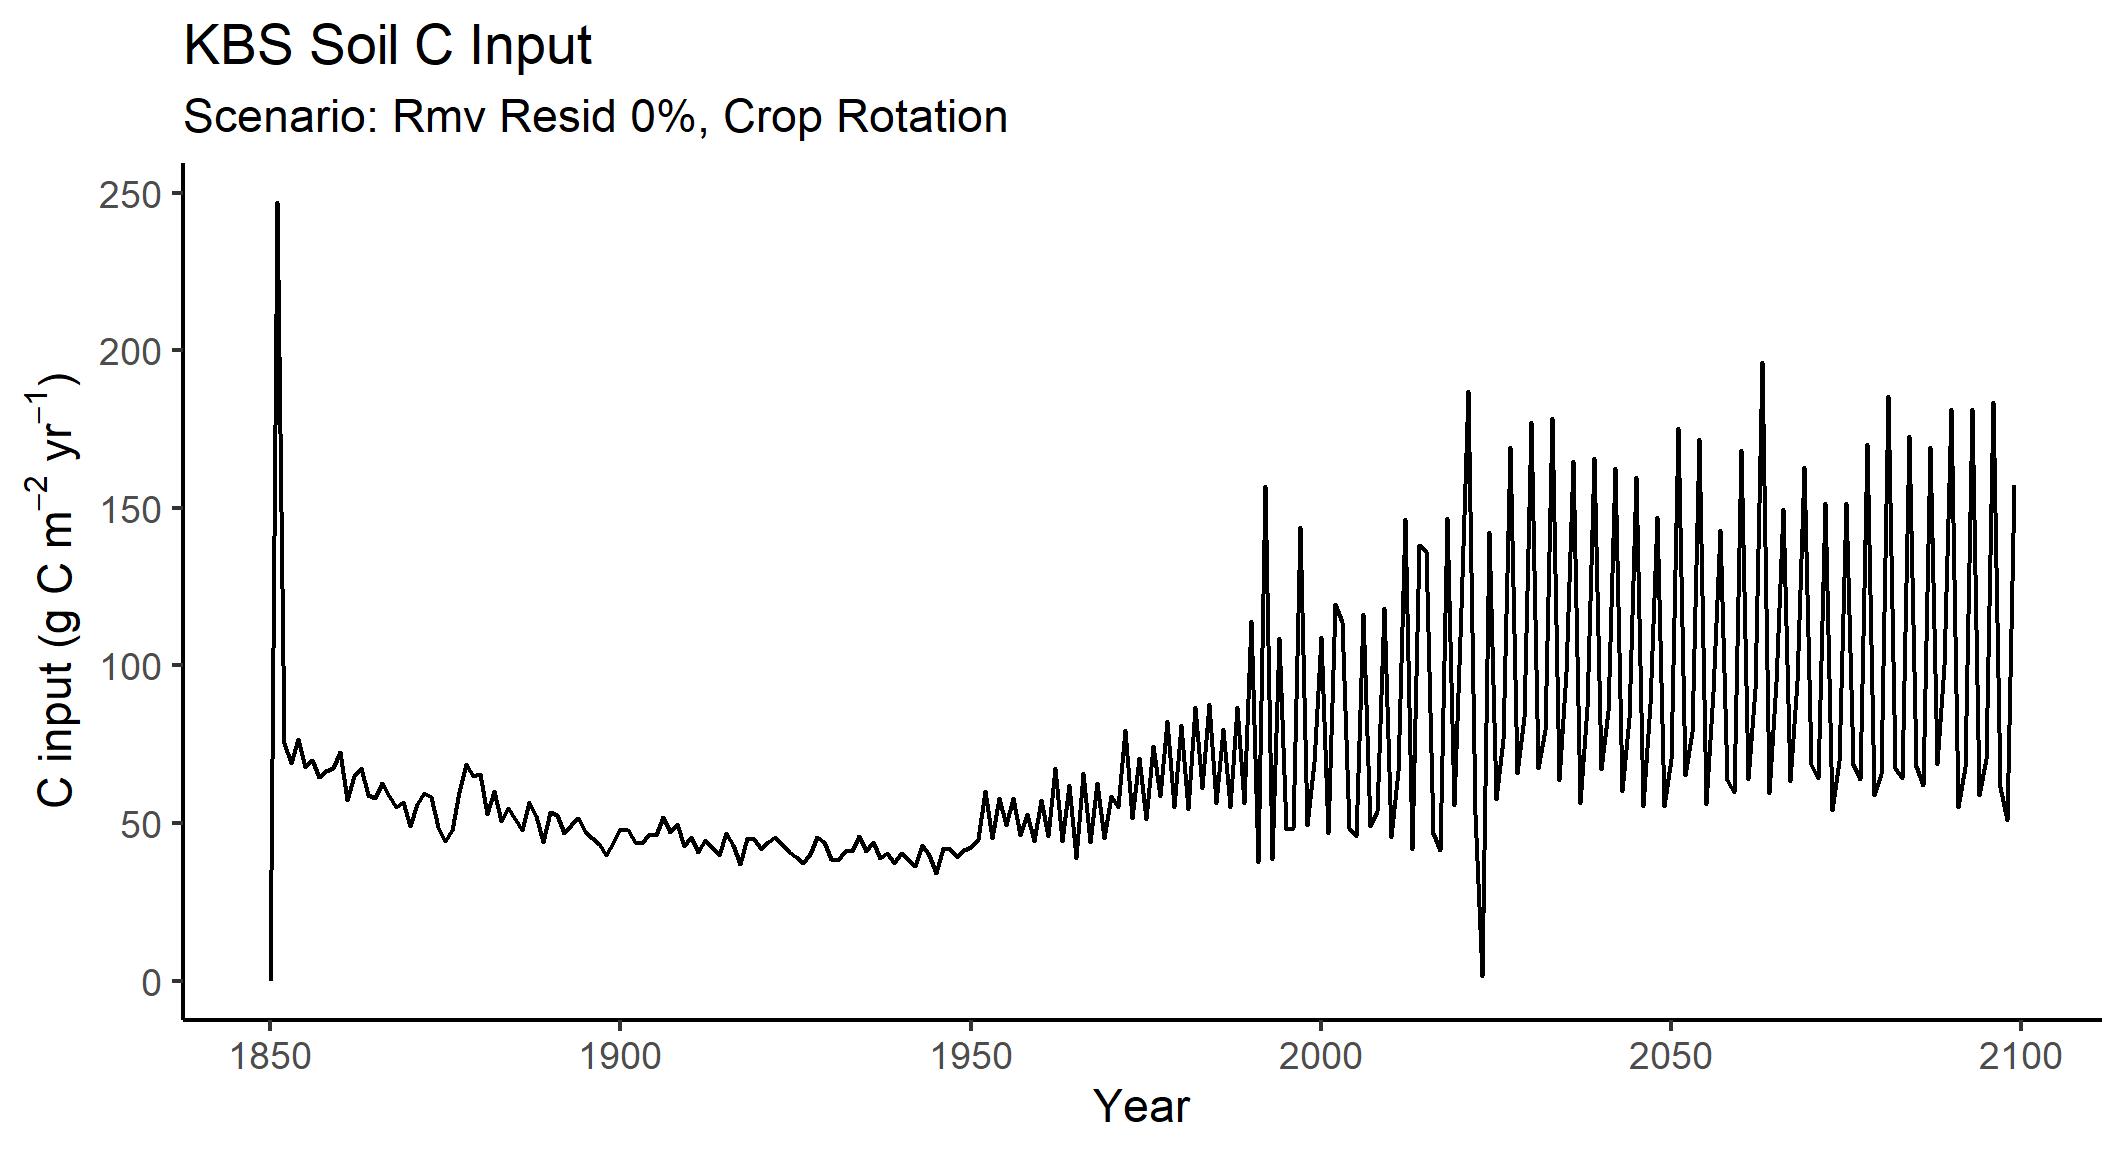 KBS Soil C Input
Scenario: Rmv Resid 0%, Crop Rotation
C input (g C m⁻² yr⁻¹)
250
200
150
100
50
0
1850 1900 1950 2000 2050 2100
Year